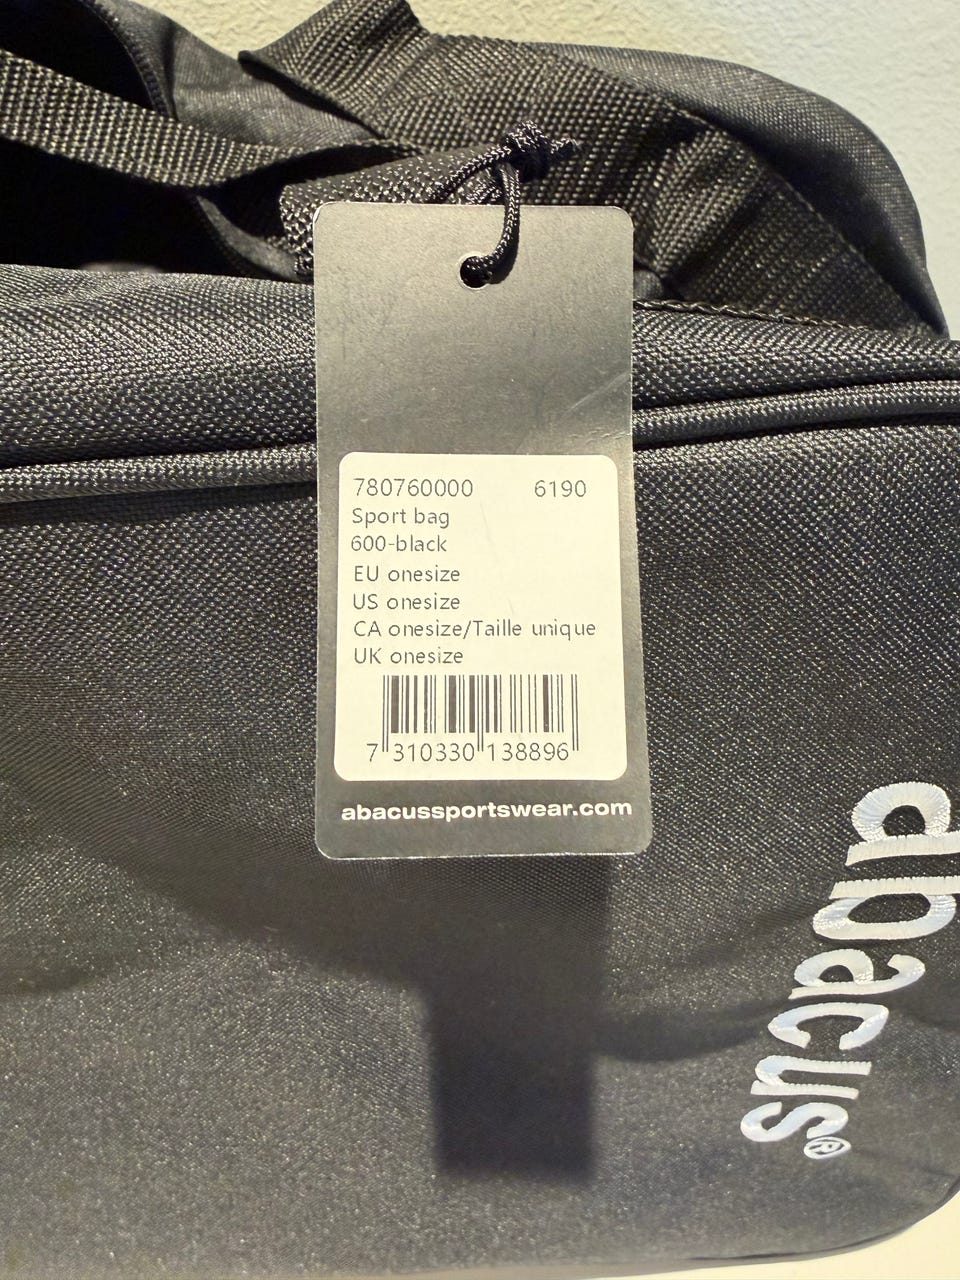 780760000 6190
Sport bag
600-black
EU onesize
US onesize
CA onesize/Taille unique
UK onesize
7 310330 138896
abacussportswear.com
abacus®